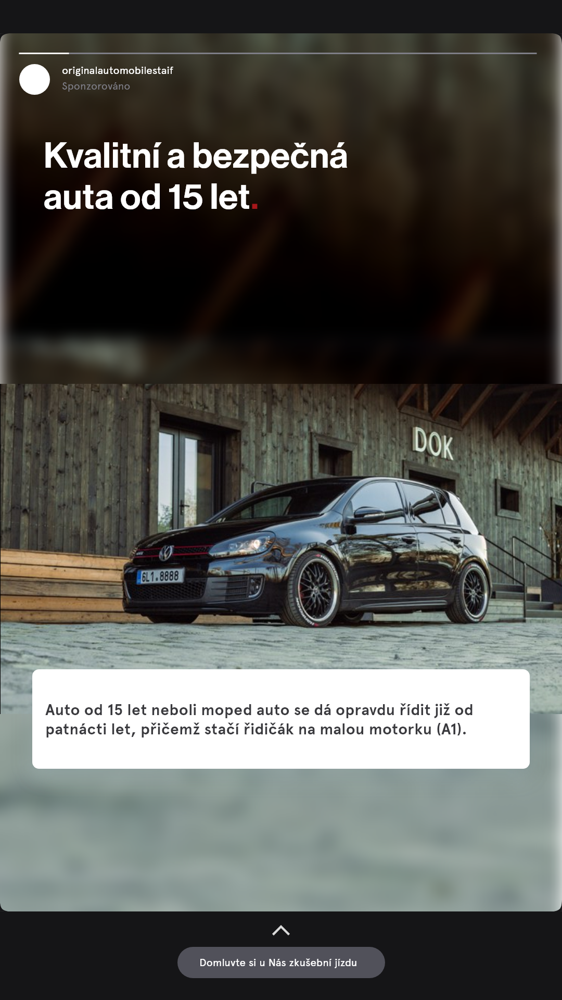 originalautomobilestaif
Sponzorováno
Kvalitní a bezpečná
auta od 15 let.
DOK
6L1.8888
Auto od 15 let neboli moped auto se dá opravdu řídit již od
patnácti let, přičemž stačí řidičák na malou motorku (A1).
Domluvte si u Nás zkušební jízdu